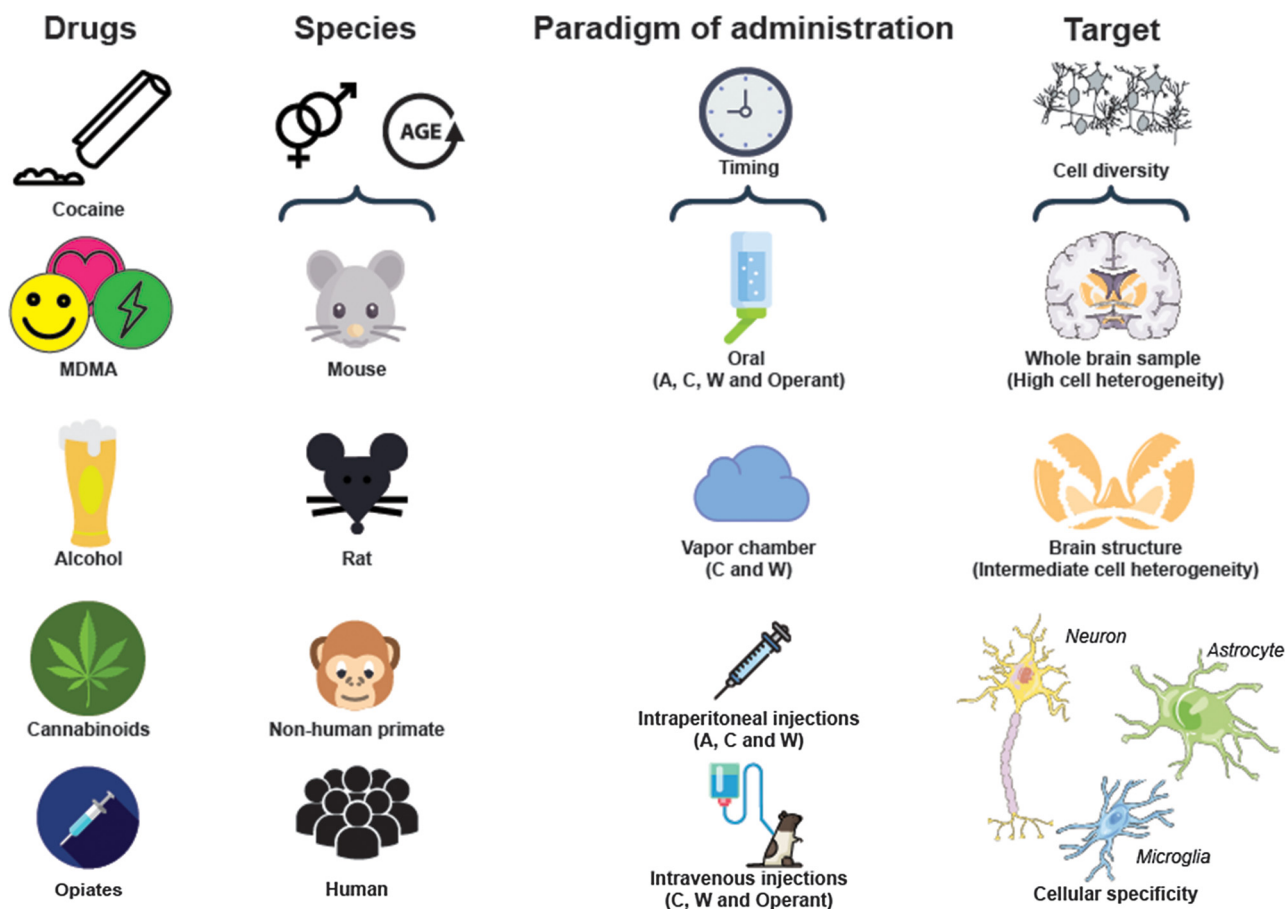 Drugs
Species
Paradigm of administration
Target
AGE
Timing
Cell diversity
Cocaine
MDMA
Mouse
Oral
(A, C, W and Operant)
Whole brain sample
(High cell heterogeneity)
Alcohol
Rat
Vapor chamber
(C and W)
Brain structure
(Intermediate cell heterogeneity)
Neuron
Astrocyte
Cannabinoids
Non-human primate
Intraperitoneal injections
(A, C and W)
Microglia
Opiates
Human
Intravenous injections
(C, W and Operant)
Cellular specificity